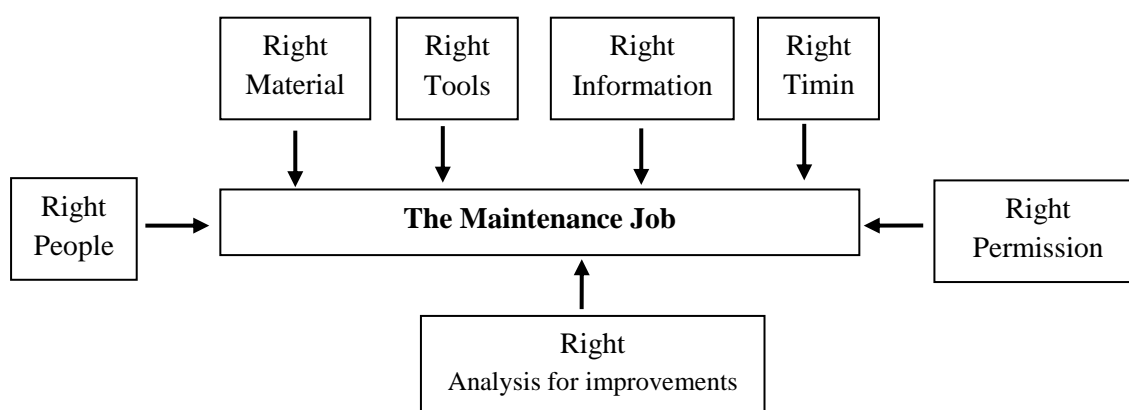 Right
Material
Right
Tools
Right
Information
Right
Timin
Right
People
The Maintenance Job
Right
Permission
Right
Analysis for improvements